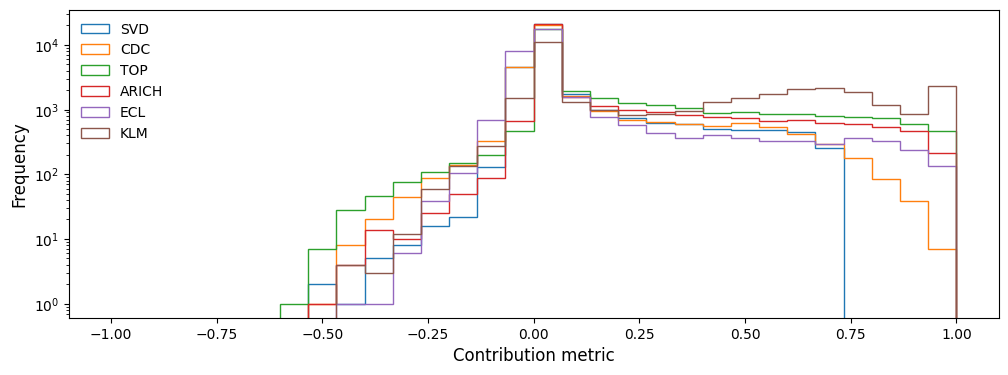 SVD
CDC
TOP
ARICH
ECL
KLM
Frequency
10⁴
10³
10²
10¹
10⁰
−1.00 −0.75 −0.50 −0.25 0.00 0.25 0.50 0.75 1.00
Contribution metric